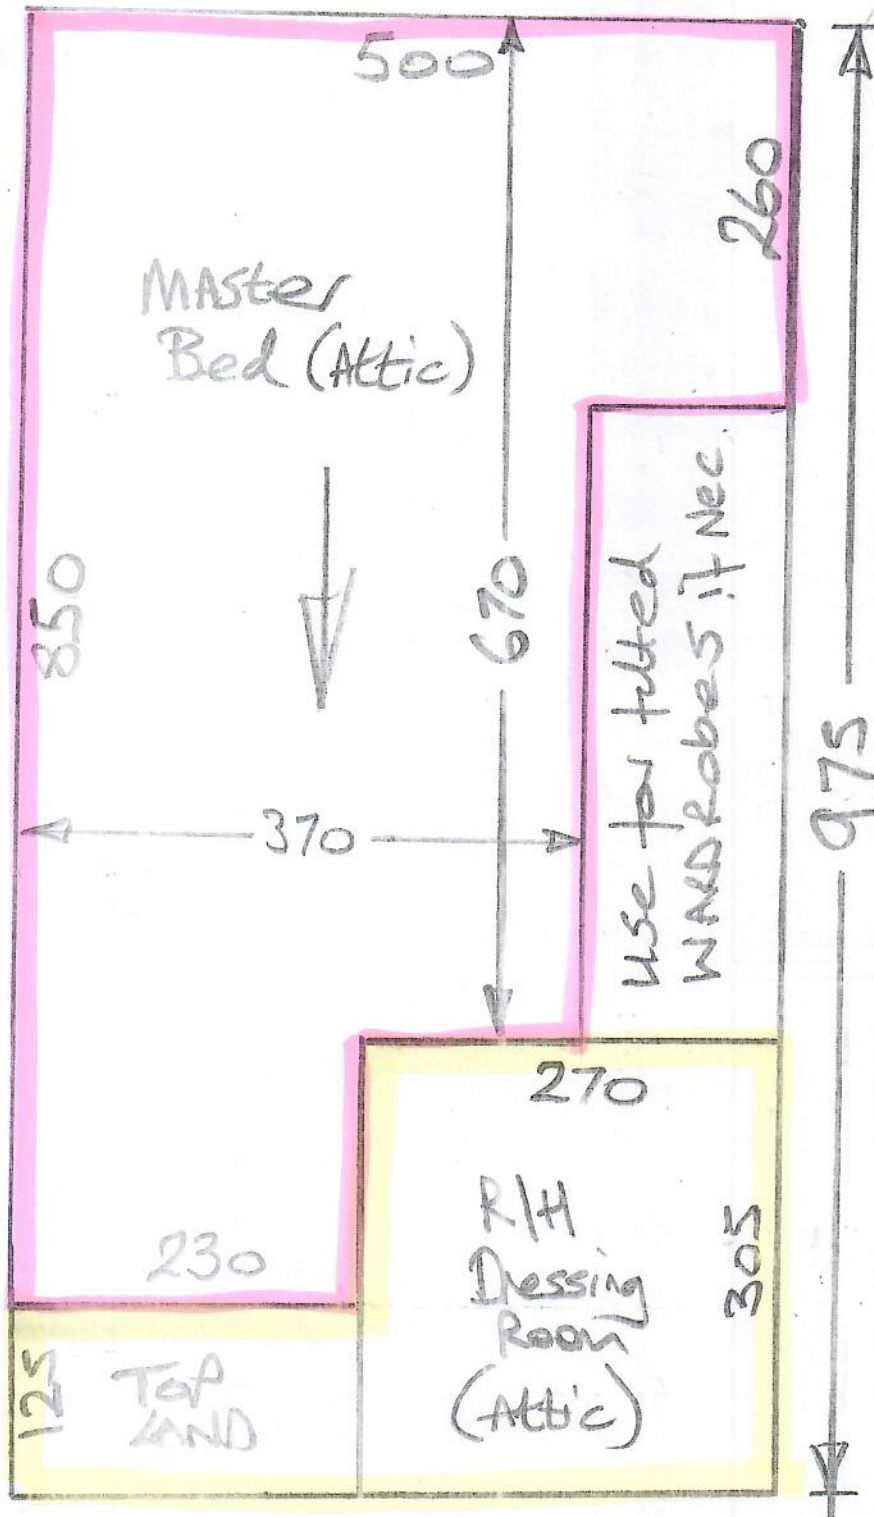 500
260
MASter
Bed (Attic)
850
670
370
Use for fitted
WARDRobes if Nec.
975
270
R/H
Dressing
Room
(Attic)
305
230
125
TOP
LAND